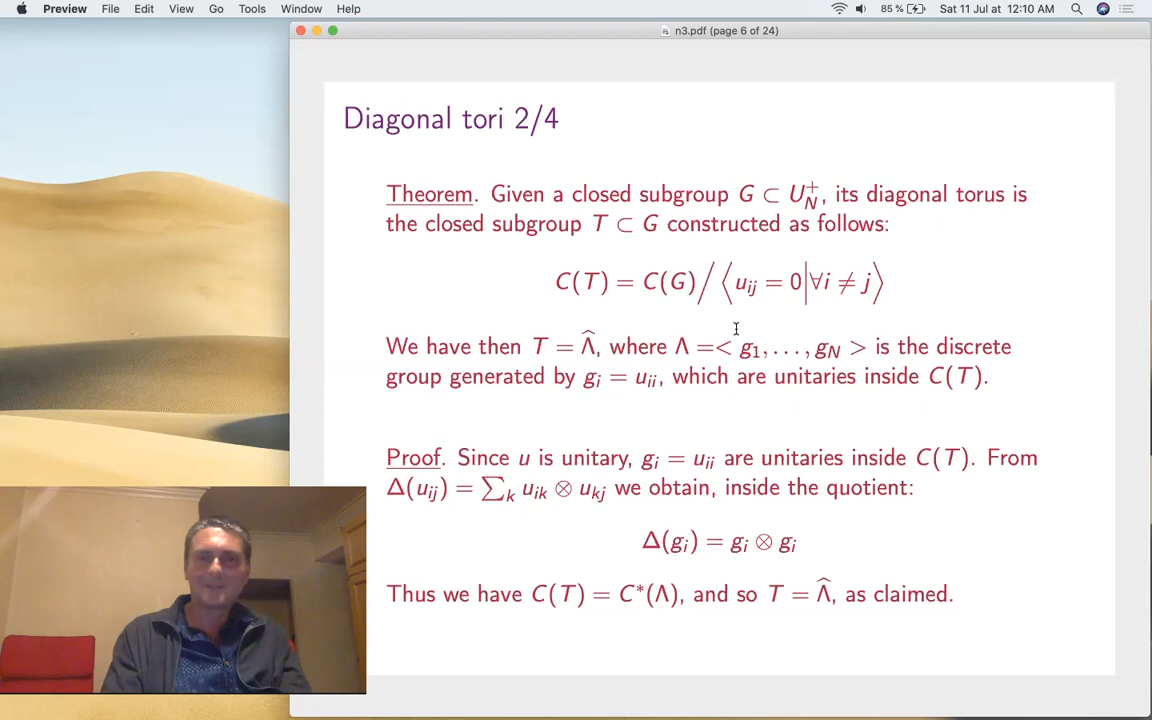 Preview File Edit View Go Tools Window Help 85 % Sat 11 Jul at 12:10 AM
n3.pdf (page 6 of 24)
Diagonal tori 2/4
Theorem. Given a closed subgroup G ⊂ U_N^+, its diagonal torus is
the closed subgroup T ⊂ G constructed as follows:
C(T) = C(G) / ⟨ u_ij = 0 | ∀i ≠ j ⟩
We have then T = Λ̂, where Λ =< g_1, . . . , g_N > is the discrete
group generated by g_i = u_ii, which are unitaries inside C(T).
Proof. Since u is unitary, g_i = u_ii are unitaries inside C(T). From
Δ(u_ij) = ∑_k u_ik ⊗ u_kj we obtain, inside the quotient:
Δ(g_i) = g_i ⊗ g_i
Thus we have C(T) = C*(Λ), and so T = Λ̂, as claimed.